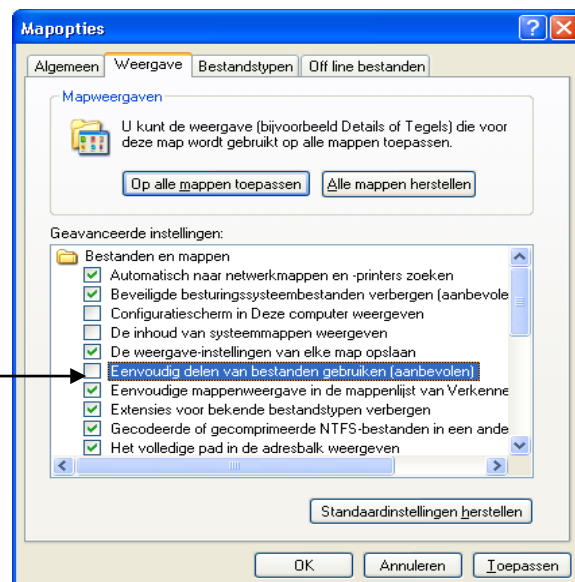 Mapopties
Algemeen Weergave Bestandstypen Off line bestanden
Mapweergaven
U kunt de weergave (bijvoorbeeld Details of Tegels) die voor
deze map wordt gebruikt op alle mappen toepassen.
Op alle mappen toepassen Alle mappen herstellen
Geavanceerde instellingen:
Bestanden en mappen
Automatisch naar netwerkmappen en -printers zoeken
Beveiligde besturingssysteembestanden verbergen (aanbevole
Configuratiescherm in Deze computer weergeven
De inhoud van systeemmappen weergeven
De weergave-instellingen van elke map opslaan
Eenvoudig delen van bestanden gebruiken (aanbevolen)
Eenvoudige mappenweergave in de mappenlijst van Verkenne
Extensies voor bekende bestandstypen verbergen
Gecodeerde of gecomprimeerde NTFS-bestanden in een ande
Het volledige pad in de adresbalk weergeven
Standaardinstellingen herstellen
OK Annuleren Toepassen